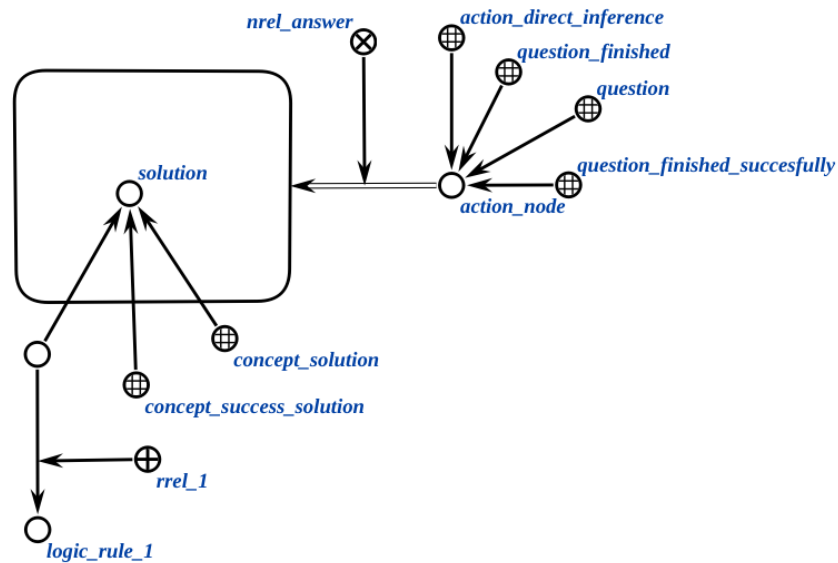 action_direct_inference
nrel_answer
question_finished
question
solution
question_finished_succesfully
action_node
concept_solution
concept_success_solution
rrel_1
logic_rule_1